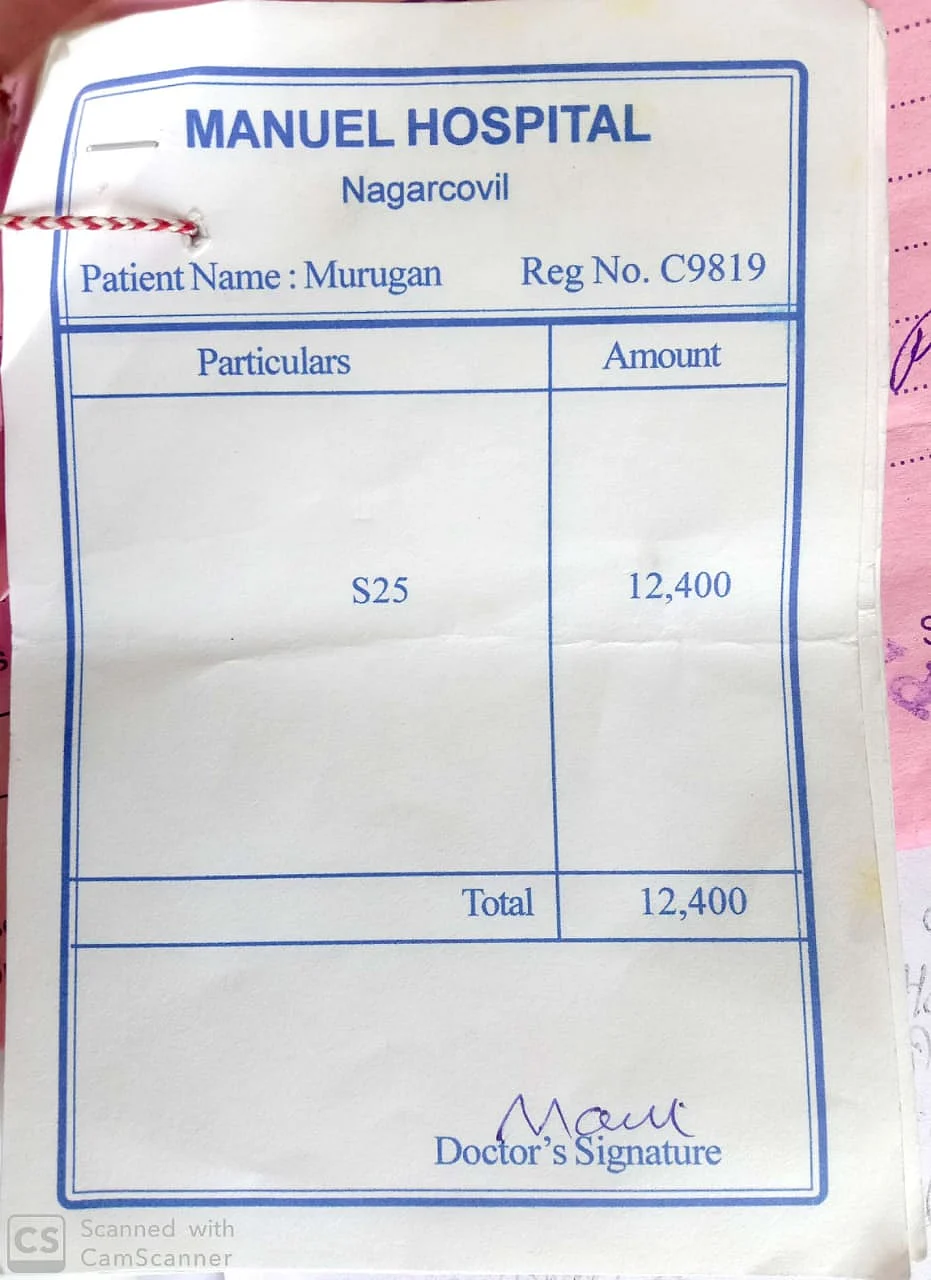 MANUEL HOSPITAL
Nagarcovil
Patient Name : Murugan Reg No. C9819
Particulars Amount
S25 12,400
Total 12,400
Doctor's Signature
CS Scanned with
CamScanner